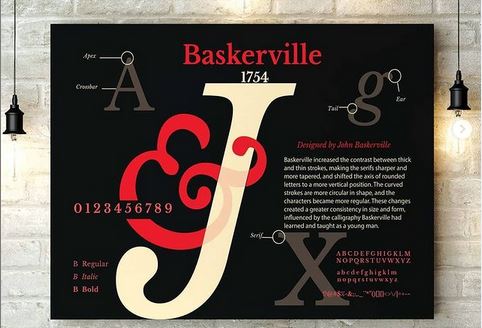 Baskerville
1754
Apex
A
Crossbar
g
Ear
Tail
J
&
Designed by John Baskerville
Baskerville increased the contrast between thick
and thin strokes, making the serifs sharper and
more tapered, and shifted the axis of rounded
letters to a more vertical position. The curved
strokes are more circular in shape, and the
characters became more regular. These changes
created a greater consistency in size and form,
influenced by the calligraphy Baskerville had
learned and taught as a young man.
0123456789
Serif
X
B Regular
B Italic
B Bold
ABCDEFGHIJKLM
NOPQRSTUVWXYZ
abcdefghijklm
nopqrstuvwxyz